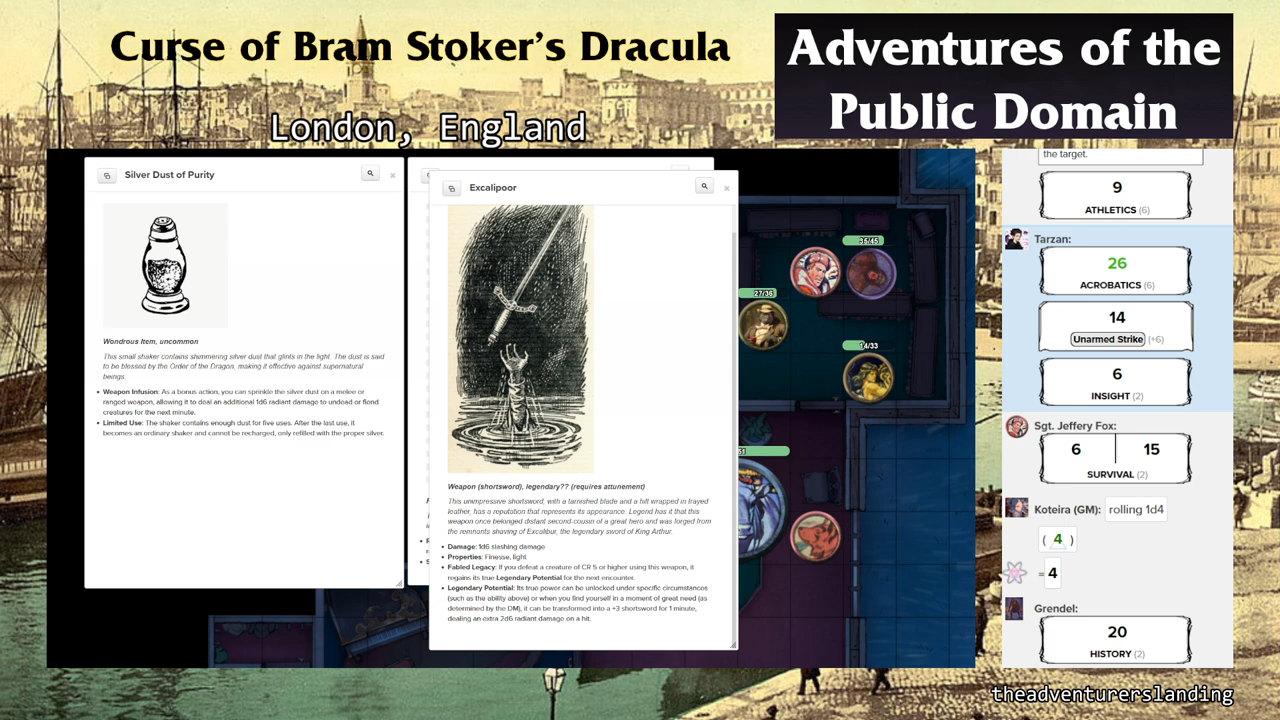 Curse of Bram Stoker's Dracula
London, England
Adventures of the
Public Domain
Silver Dust of Purity
Wondrous Item, uncommon
This small shaker contains shimmering silver dust that glints in the light. The dust is said
to be blessed by the Order of the Dragon, making it effective against supernatural
beings.
Weapon Infusion: As a bonus action, you can sprinkle the silver dust on a melee or
ranged weapon, allowing it to deal an additional 1d6 radiant damage to undead or fiend
creatures for the next minute.
Limited Use: The shaker contains enough dust for five uses. After the last use, it
becomes an ordinary shaker and cannot be recharged, only refilled with the proper silver.
Excalipoor
Weapon (shortsword), legendary?? (requires attunement)
This unimpressive shortsword, with a tarnished blade and a hilt wrapped in frayed
leather, has a reputation that represents its appearance. Legend has it that this
weapon once belonged distant second-cousin of a great hero and was forged from
the remnants shaving of Excalibur, the legendary sword of King Arthur.
Damage: 1d6 slashing damage
Properties: Finesse, light
Fabled Legacy: If you defeat a creature of CR 5 or higher using this weapon, it
regains its true Legendary Potential for the next encounter.
Legendary Potential: Its true power can be unlocked under specific circumstances
(such as the ability above) or when you find yourself in a moment of great need (as
determined by the DM), it can be transformed into a +3 shortsword for 1 minute,
dealing an extra 2d6 radiant damage on a hit.
35/45
27/36
14/33
the target.
9
ATHLETICS (6)
Tarzan:
26
ACROBATICS (6)
14
Unarmed Strike (+6)
6
INSIGHT (2)
Sgt. Jeffery Fox:
6 15
SURVIVAL (2)
Koteira (GM): rolling 1d4
( 4 )
= 4
Grendel:
20
HISTORY (2)
theadventurerslanding